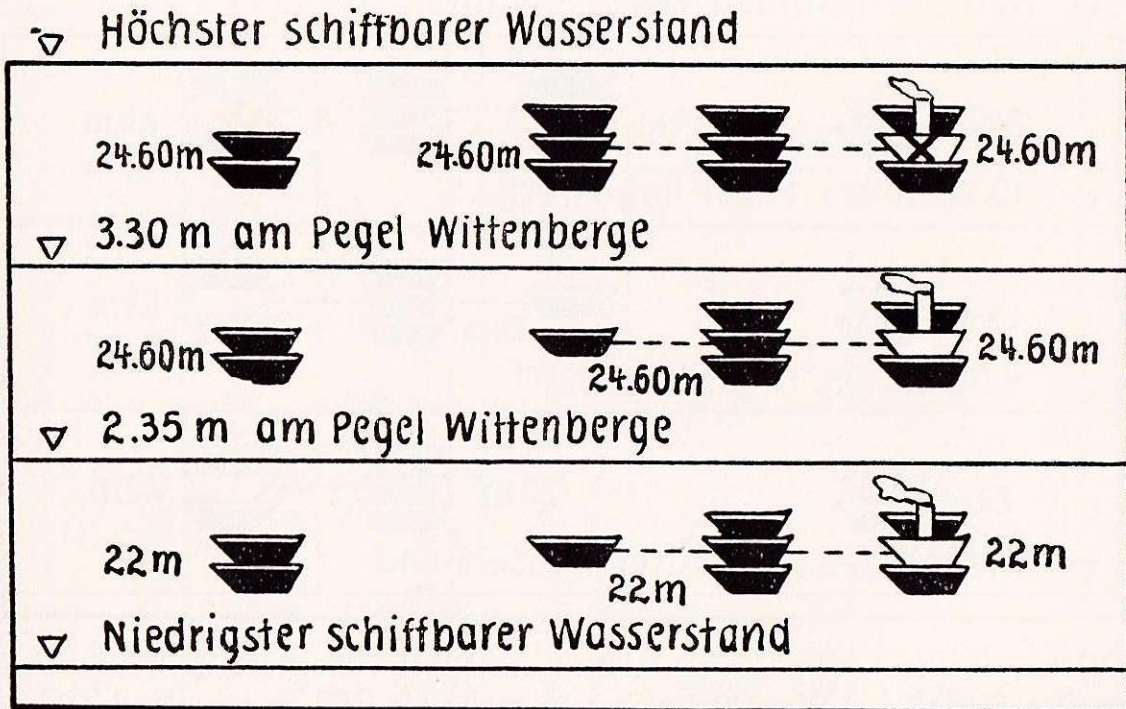 Höchster schiffbarer Wasserstand
24.60m 24.60m 24.60m
3.30 m am Pegel Wittenberge
24.60m 24.60m 24.60m
2.35 m am Pegel Wittenberge
22m 22m 22m
Niedrigster schiffbarer Wasserstand